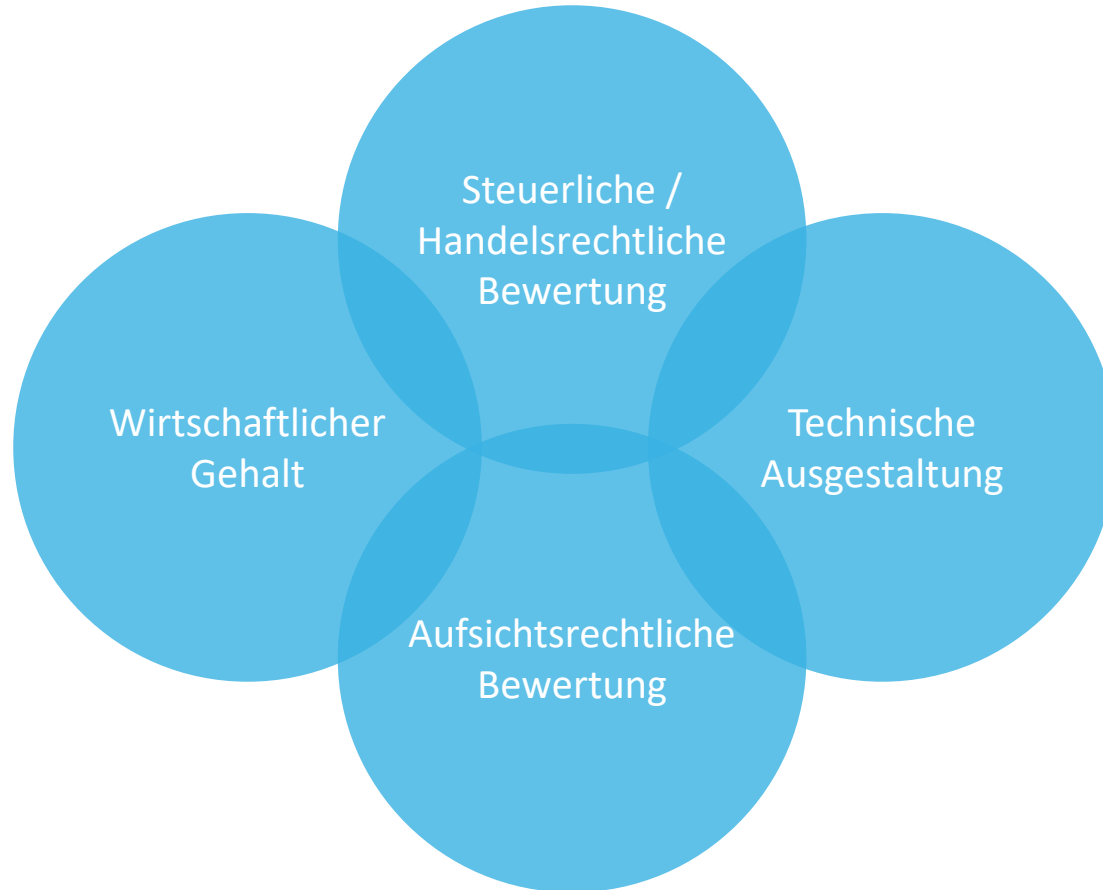 Steuerliche /
Handelsrechtliche
Bewertung
Wirtschaftlicher
Gehalt
Technische
Ausgestaltung
Aufsichtsrechtliche
Bewertung